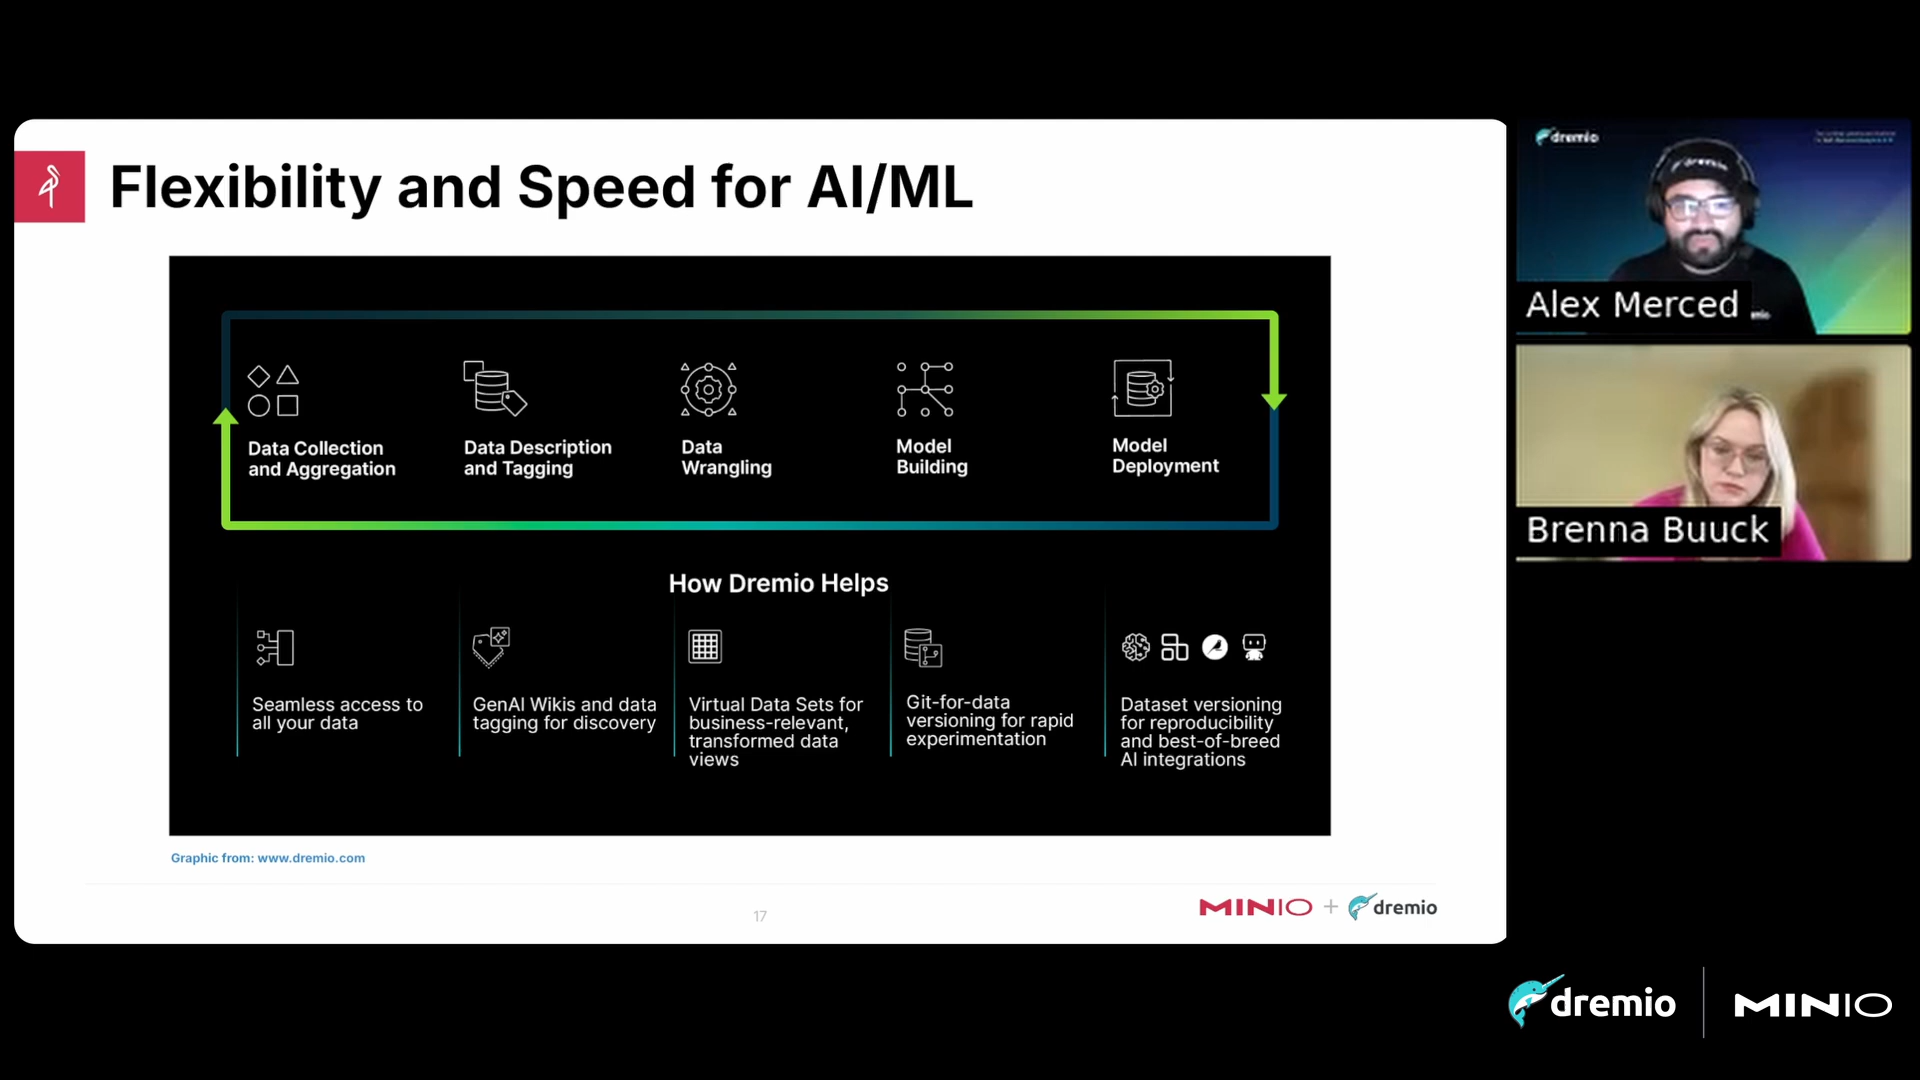 Flexibility and Speed for AI/ML
Data Collection
and Aggregation
Data Description
and Tagging
Data
Wrangling
Model
Building
Model
Deployment
How Dremio Helps
Seamless access to
all your data
GenAI Wikis and data
tagging for discovery
Virtual Data Sets for
business-relevant,
transformed data
views
Git-for-data
versioning for rapid
experimentation
Dataset versioning
for reproducibility
and best-of-breed
AI integrations
Graphic from: www.dremio.com
17
MINIO + dremio
dremio
dremio
Alex Merced
Brenna Buuck
dremio
MINIO